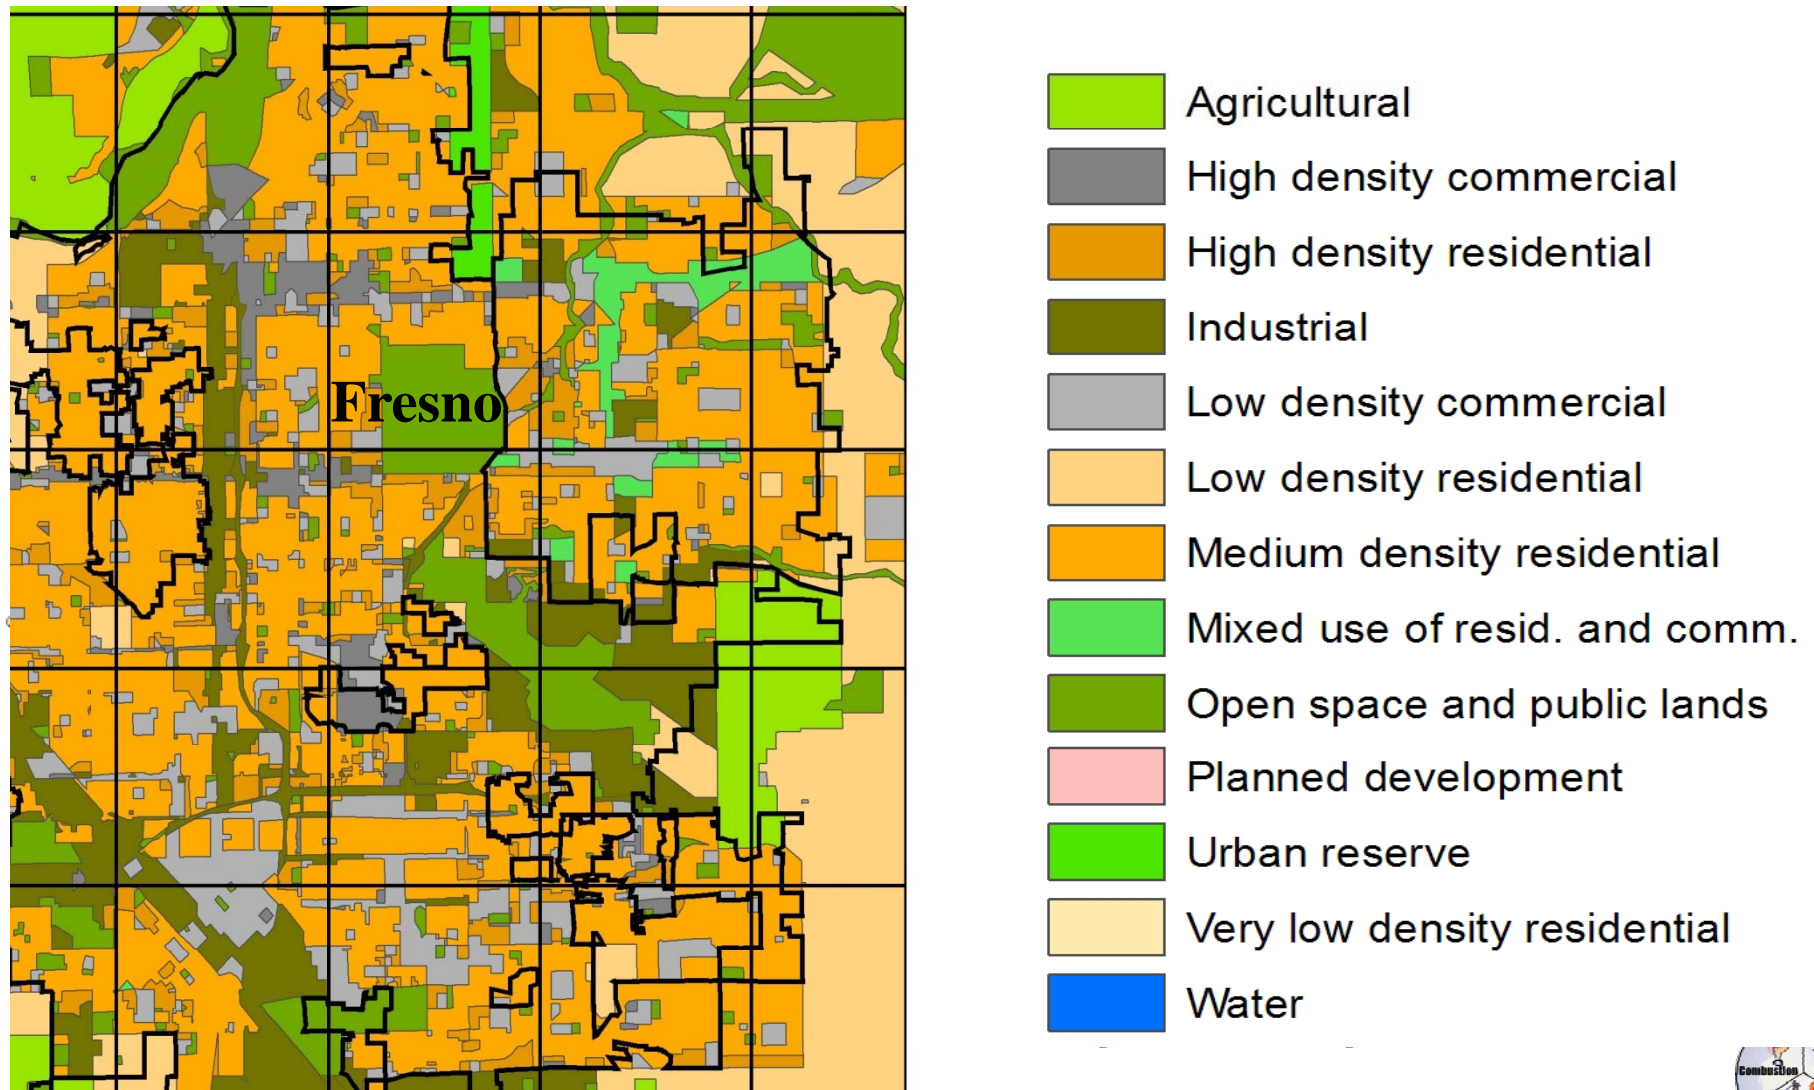 Fresno
Agricultural
High density commercial
High density residential
Industrial
Low density commercial
Low density residential
Medium density residential
Mixed use of resid. and comm.
Open space and public lands
Planned development
Urban reserve
Very low density residential
Water
Combustion